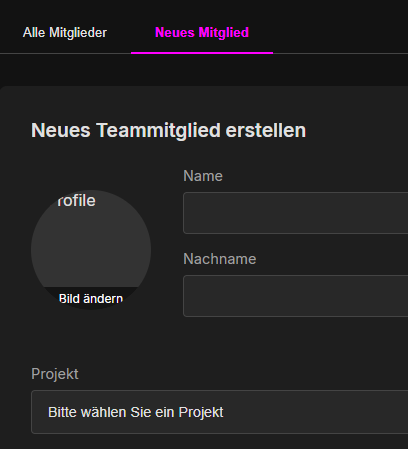 Alle Mitglieder
Neues Mitglied
Neues Teammitglied erstellen
Name
rofile
Nachname
Bild ändern
Projekt
Bitte wählen Sie ein Projekt